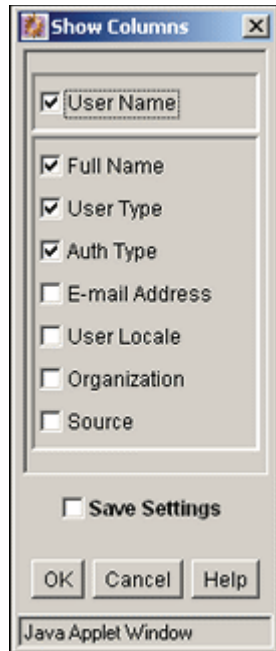 Show Columns
User Name
Full Name
User Type
Auth Type
E-mail Address
User Locale
Organization
Source
Save Settings
OK Cancel Help
Java Applet Window